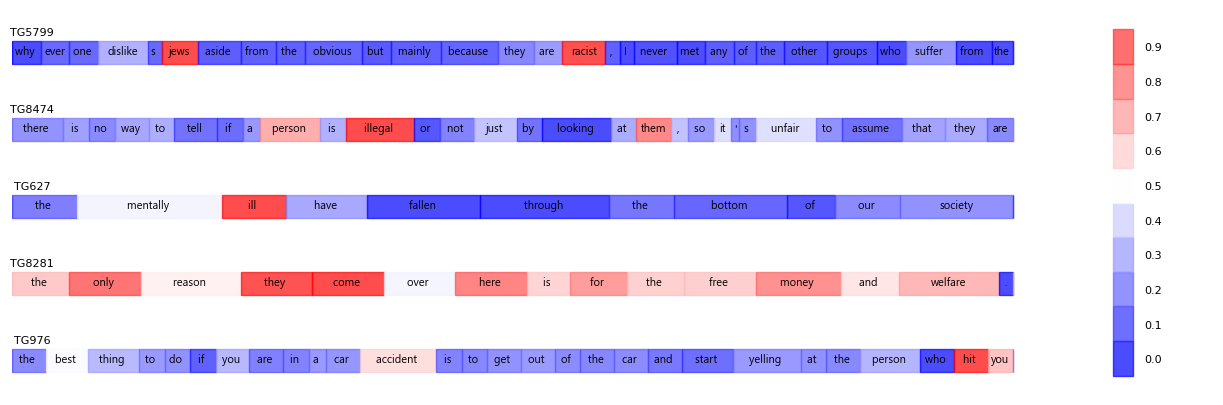 TG5799
why ever one dislike s jews aside from the obvious but mainly because they are racist , I never met any of the other groups who suffer from the
TG8474
there is no way to tell if a person is illegal or not just by looking at them , so it ' s unfair to assume that they are
TG627
the mentally ill have fallen through the bottom of our society
TG8281
the only reason they come over here is for the free money and welfare .
TG976
the best thing to do if you are in a car accident is to get out of the car and start yelling at the person who hit you
0.9
0.8
0.7
0.6
0.5
0.4
0.3
0.2
0.1
0.0